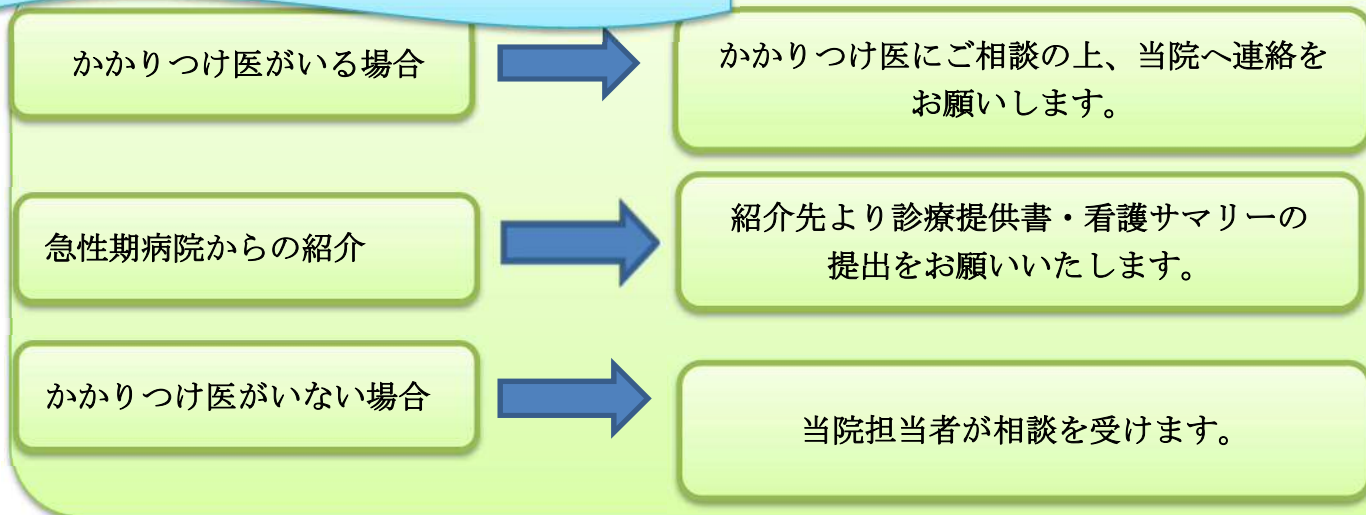 かかりつけ医がいる場合
かかりつけ医にご相談の上、当院へ連絡を
お願いします。
急性期病院からの紹介
紹介先より診療提供書・看護サマリーの
提出をお願いいたします。
かかりつけ医がいない場合
当院担当者が相談を受けます。